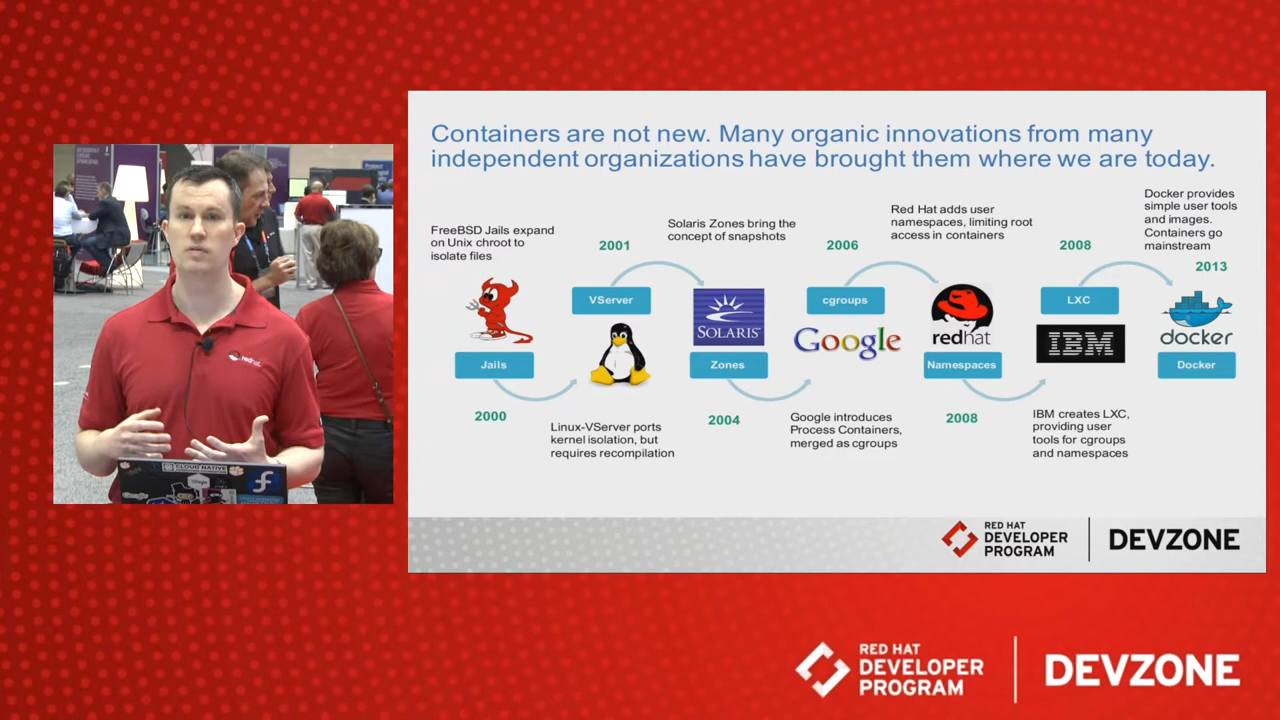 Containers are not new. Many organic innovations from many
independent organizations have brought them where we are today.
FreeBSD Jails expand
on Unix chroot to
isolate files
Jails
2000
2001
VServer
Linux-VServer ports
kernel isolation, but
requires recompilation
Solaris Zones bring the
concept of snapshots
SOLARIS
Zones
2004
2006
cgroups
Google
Google introduces
Process Containers,
merged as cgroups
Red Hat adds user
namespaces, limiting root
access in containers
redhat
Namespaces
2008
2008
LXC
IBM
IBM creates LXC,
providing user
tools for cgroups
and namespaces
Docker provides
simple user tools
and images.
Containers go
mainstream
2013
docker
Docker
RED HAT
DEVELOPER
PROGRAM
DEVZONE
redhat
CLOUD NATIVE
RED HAT
DEVELOPER
PROGRAM
DEVZONE